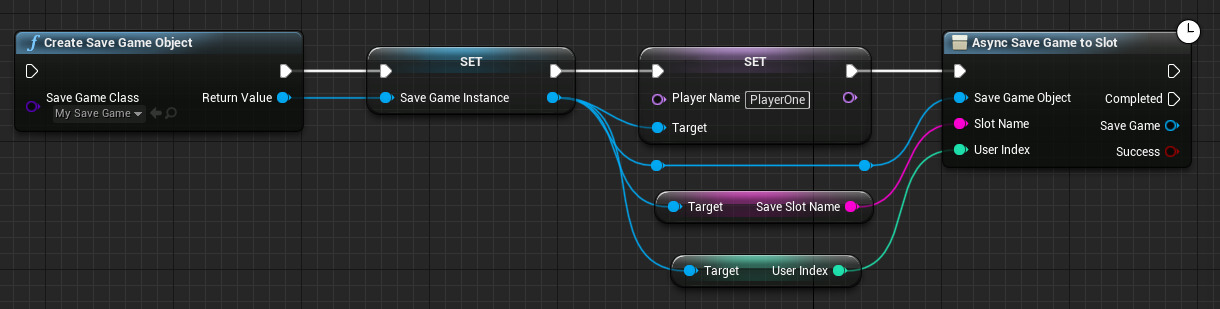 Create Save Game Object
Save Game Class
My Save Game
Return Value
SET
Save Game Instance
SET
Player Name PlayerOne
Target
Target Save Slot Name
Target User Index
Async Save Game to Slot
Save Game Object Completed
Slot Name Save Game
User Index Success